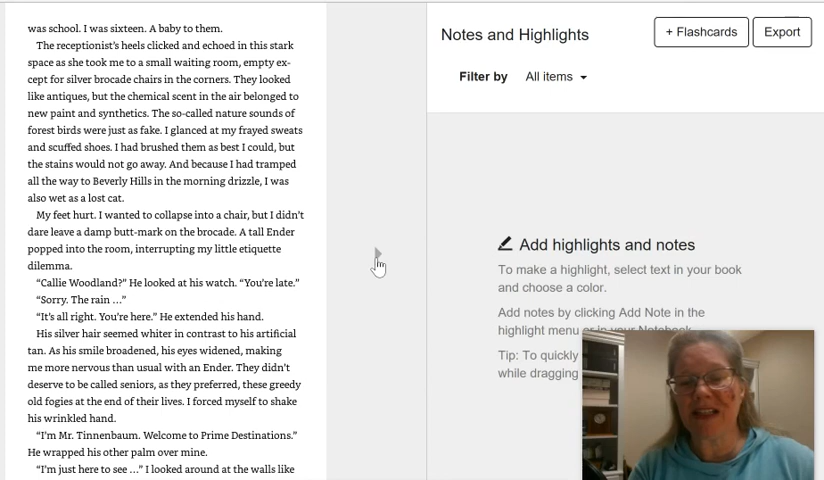 was school. I was sixteen. A baby to them.
The receptionist's heels clicked and echoed in this stark
space as she took me to a small waiting room, empty ex-
cept for silver brocade chairs in the corners. They looked
like antiques, but the chemical scent in the air belonged to
new paint and synthetics. The so-called nature sounds of
forest birds were just as fake. I glanced at my frayed sweats
and scuffed shoes. I had brushed them as best I could, but
the stains would not go away. And because I had tramped
all the way to Beverly Hills in the morning drizzle, I was
also wet as a lost cat.
My feet hurt. I wanted to collapse into a chair, but I didn't
dare leave a damp butt-mark on the brocade. A tall Ender
popped into the room, interrupting my little etiquette
dilemma.
“Callie Woodland?” He looked at his watch. “You're late.”
“Sorry. The rain …”
“It's all right. You're here.” He extended his hand.
His silver hair seemed whiter in contrast to his artificial
tan. As his smile broadened, his eyes widened, making
me more nervous than usual with an Ender. They didn't
deserve to be called seniors, as they preferred, these greedy
old fogies at the end of their lives. I forced myself to shake
his wrinkled hand.
“I'm Mr. Tinnenbaum. Welcome to Prime Destinations.”
He wrapped his other palm over mine.
“I'm just here to see …” I looked around at the walls like
Notes and Highlights
+ Flashcards
Export
Filter by All items
Add highlights and notes
To make a highlight, select text in your book
and choose a color.
Add notes by clicking Add Note in the
highlight menu or in your Notebook.
Tip: To quickly
while dragging